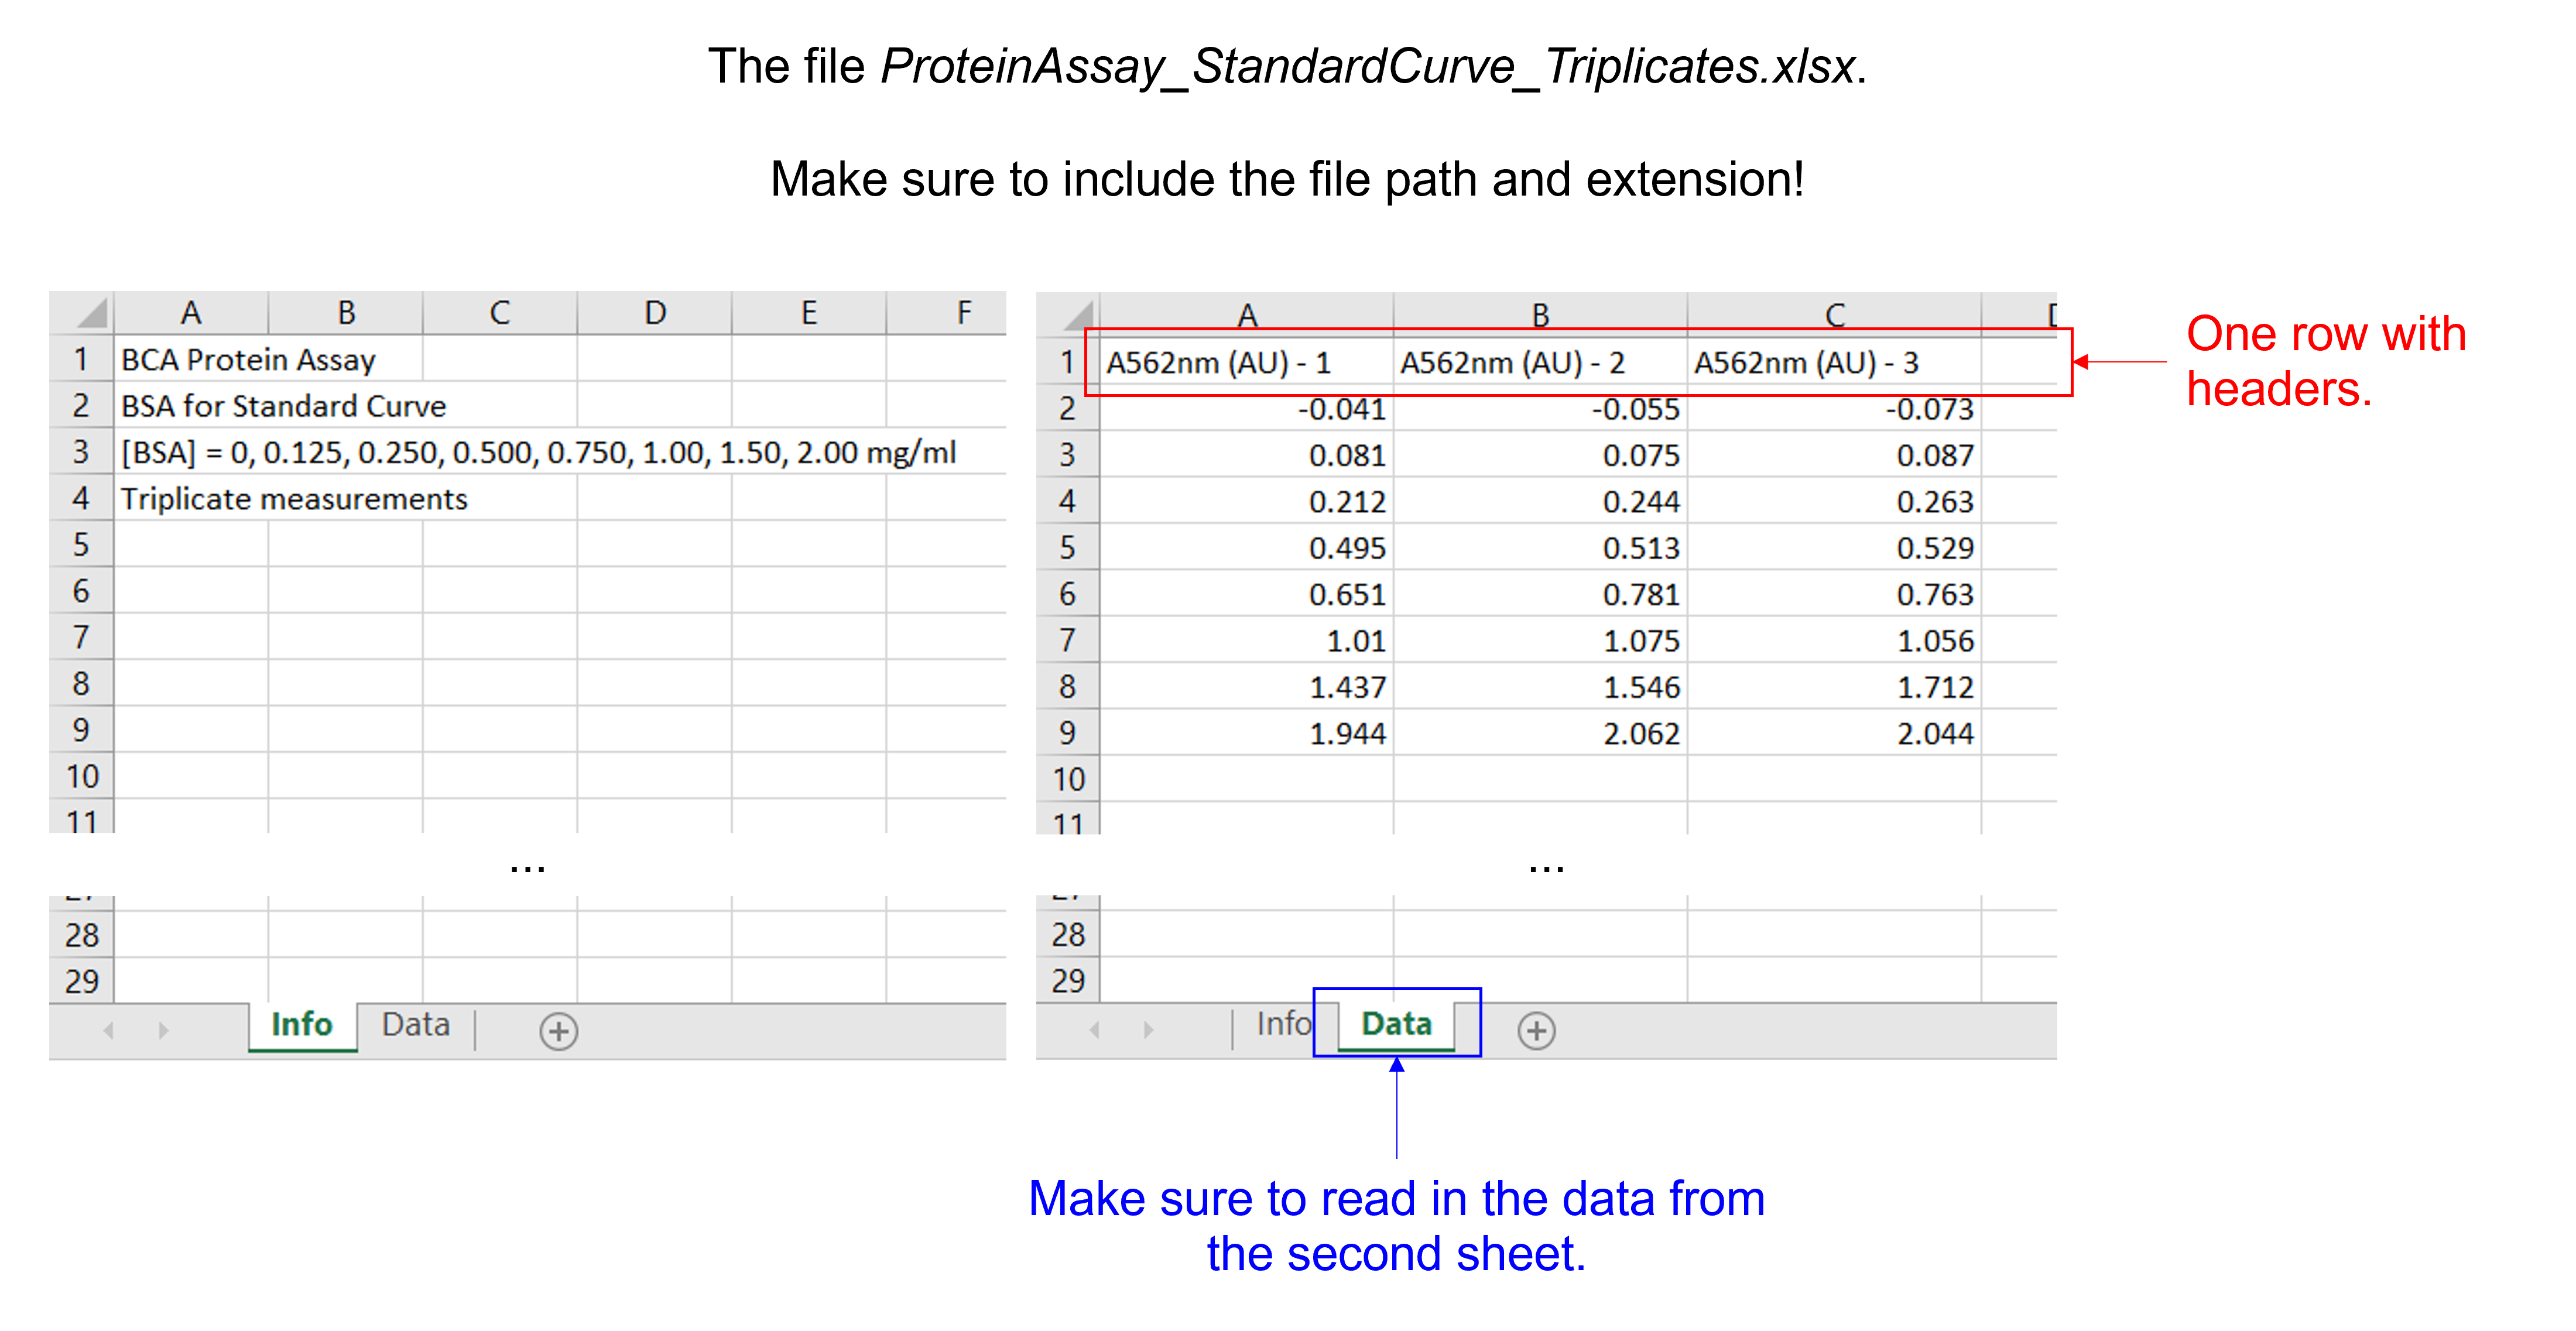 The file ProteinAssay_StandardCurve_Triplicates.xlsx.
Make sure to include the file path and extension!
A B C D E F
1 BCA Protein Assay
2 BSA for Standard Curve
3 [BSA] = 0, 0.125, 0.250, 0.500, 0.750, 1.00, 1.50, 2.00 mg/ml
4 Triplicate measurements
5
6
7
8
9
10
11
...
28
29
Info Data
A B C
1 A562nm (AU) - 1 A562nm (AU) - 2 A562nm (AU) - 3
2 -0.041 -0.055 -0.073
3 0.081 0.075 0.087
4 0.212 0.244 0.263
5 0.495 0.513 0.529
6 0.651 0.781 0.763
7 1.01 1.075 1.056
8 1.437 1.546 1.712
9 1.944 2.062 2.044
10
11
...
28
29
Info Data
One row with
headers.
Make sure to read in the data from
the second sheet.